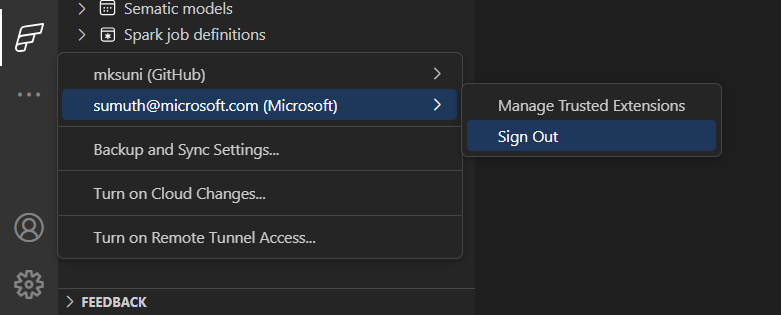 Sematic models
Spark job definitions
mksuni (GitHub)
sumuth@microsoft.com (Microsoft)
Manage Trusted Extensions
Sign Out
Backup and Sync Settings...
Turn on Cloud Changes...
Turn on Remote Tunnel Access...
FEEDBACK